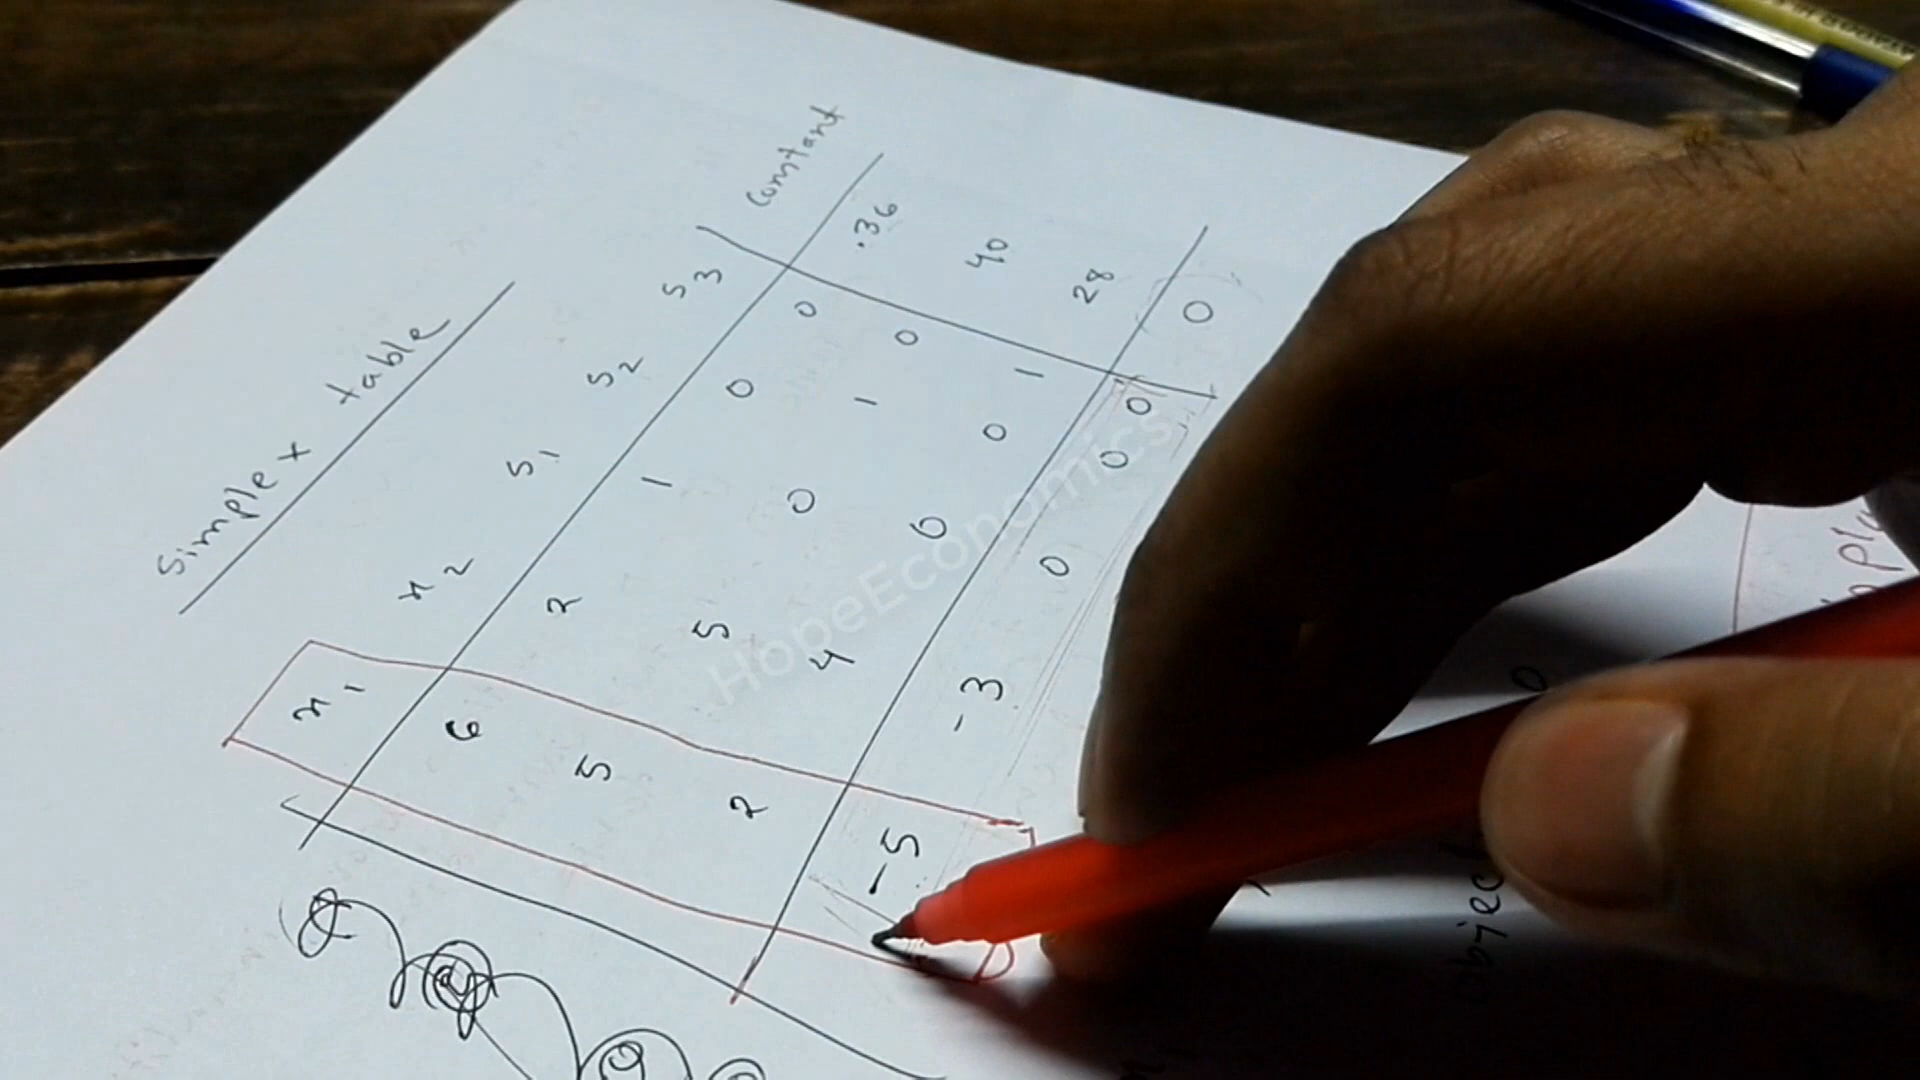 Simplex table
x1 x2 s1 s2 s3 Constant
6 2 1 0 0 .36
5 5 0 1 0 40
2 4 0 0 1 28
-5 -3 0 0 0 0
HopeEconomics